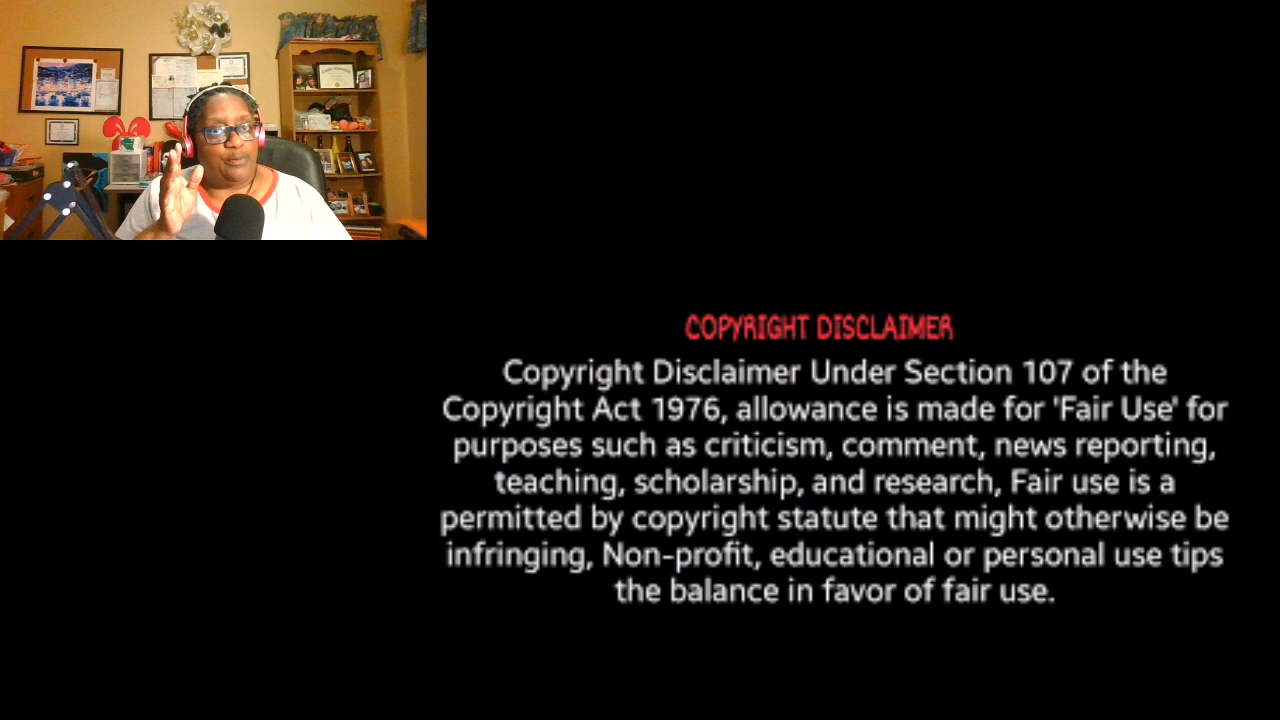 COPYRIGHT DISCLAIMER
Copyright Disclaimer Under Section 107 of the
Copyright Act 1976, allowance is made for 'Fair Use' for
purposes such as criticism, comment, news reporting,
teaching, scholarship, and research, Fair use is a
permitted by copyright statute that might otherwise be
infringing, Non-profit, educational or personal use tips
the balance in favor of fair use.